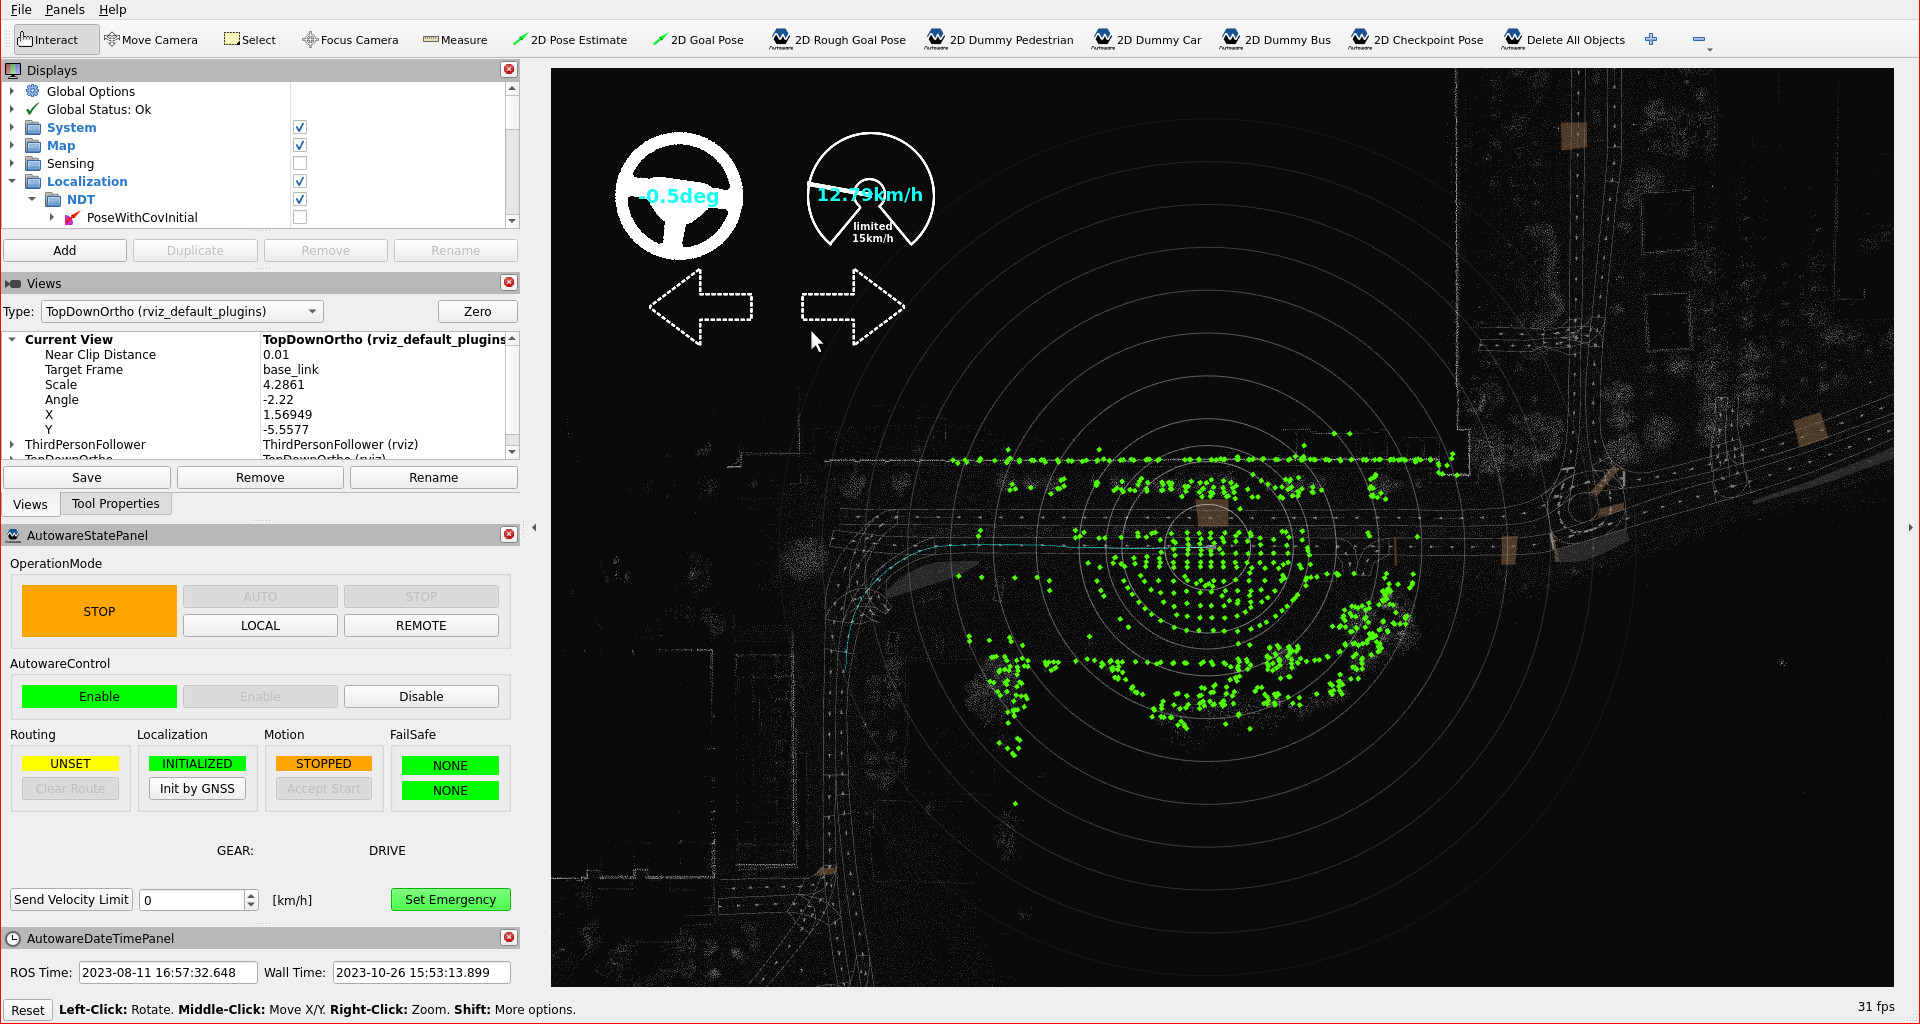 File Panels Help
Interact Move Camera Select Focus Camera Measure 2D Pose Estimate 2D Goal Pose 2D Rough Goal Pose 2D Dummy Pedestrian 2D Dummy Car 2D Dummy Bus 2D Checkpoint Pose Delete All Objects
Displays
Global Options
Global Status: Ok
System
Map
Sensing
Localization
NDT
PoseWithCovInitial
Add Duplicate Remove Rename
Views
Type: TopDownOrtho (rviz_default_plugins) Zero
Current View TopDownOrtho (rviz_default_plugins
Near Clip Distance 0.01
Target Frame base_link
Scale 4.2861
Angle -2.22
X 1.56949
Y -5.5577
ThirdPersonFollower ThirdPersonFollower (rviz)
TopDownOrtho TopDownOrtho (rviz)
Save Remove Rename
Views Tool Properties
AutowareStatePanel
OperationMode
STOP AUTO STOP
LOCAL REMOTE
AutowareControl
Enable Enable Disable
Routing Localization Motion FailSafe
UNSET INITIALIZED STOPPED NONE
Clear Route Init by GNSS Accept Start NONE
GEAR: DRIVE
Send Velocity Limit 0 [km/h] Set Emergency
AutowareDateTimePanel
ROS Time: 2023-08-11 16:57:32.648 Wall Time: 2023-10-26 15:53:13.899
Reset Left-Click: Rotate. Middle-Click: Move X/Y. Right-Click: Zoom. Shift: More options. 31 fps
-0.5deg
12.79km/h
limited
15km/h